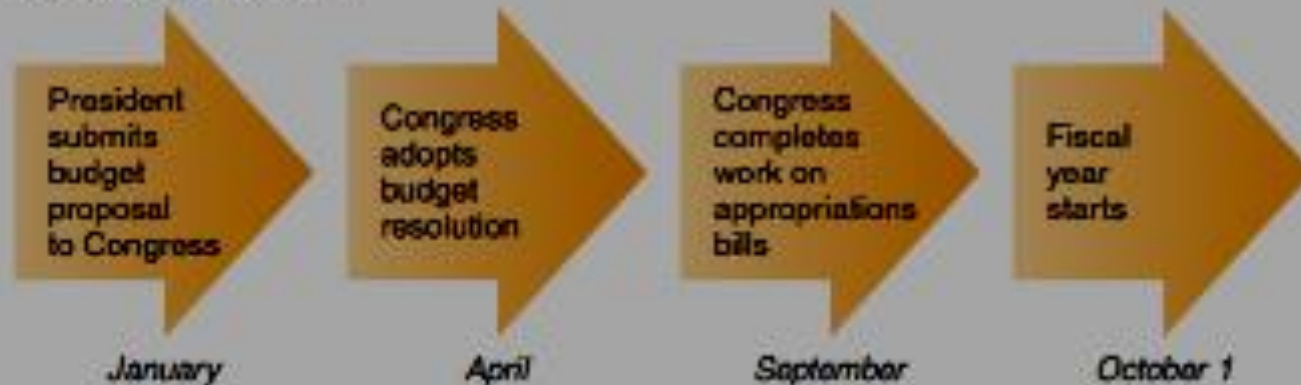 President
submits
budget
proposal
to Congress
Congress
adopts
budget
resolution
Congress
completes
work on
appropriations
bills
Fiscal
year
starts
January
April
September
October 1